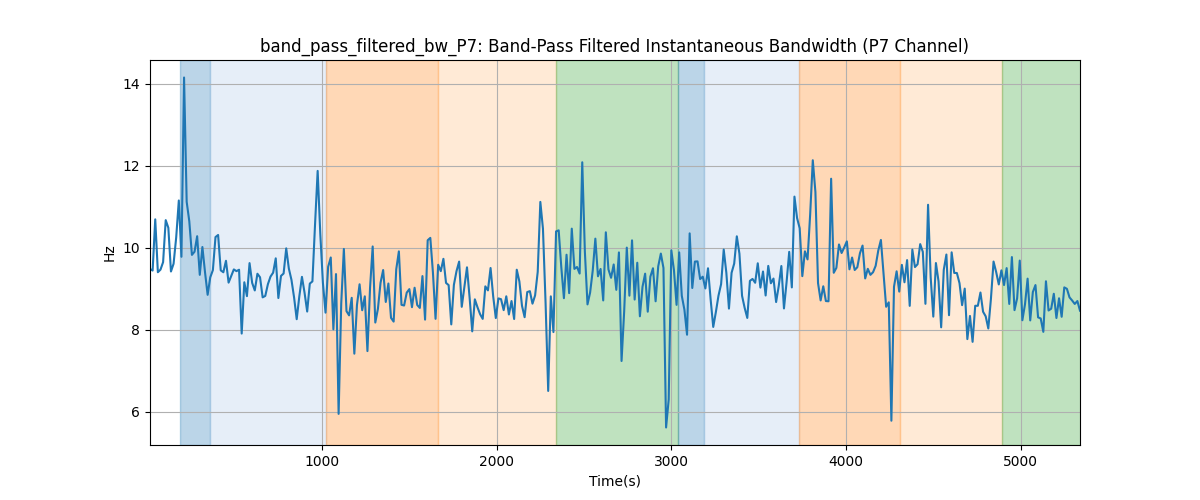 band_pass_filtered_bw_P7: Band-Pass Filtered Instantaneous Bandwidth (P7 Channel)
14
12
10
8
6
Hz
1000 2000 3000 4000 5000
Time(s)